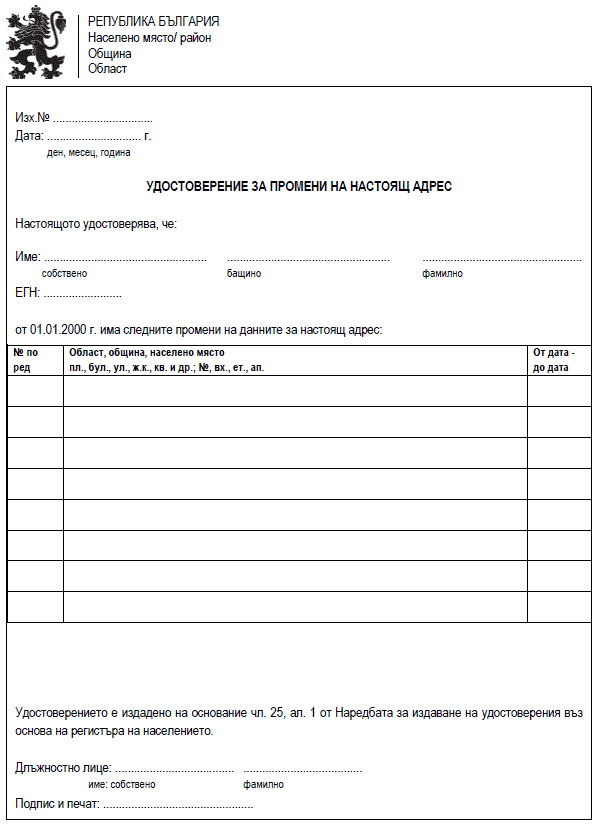 РЕПУБЛИКА БЪЛГАРИЯ
Населено място/ район
Община
Област
Изх.№ ................................
Дата: .............................. г.
ден, месец, година
УДОСТОВЕРЕНИЕ ЗА ПРОМЕНИ НА НАСТОЯЩ АДРЕС
Настоящото удостоверява, че:
Име: .................................................... .................................................... ...................................................
собствено бащино фамилно
ЕГН: .........................
от 01.01.2000 г. има следните промени на данните за настоящ адрес:
№ по Област, община, населено място От дата -
ред пл., бул., ул., ж.к., кв. и др.; №, вх., ет., ап. до дата
Удостоверението е издадено на основание чл. 25, ал. 1 от Наредбата за издаване на удостоверения въз
основа на регистъра на населението.
Длъжностно лице: ...................................... ......................................
име: собствено фамилно
Подпис и печат: ................................................